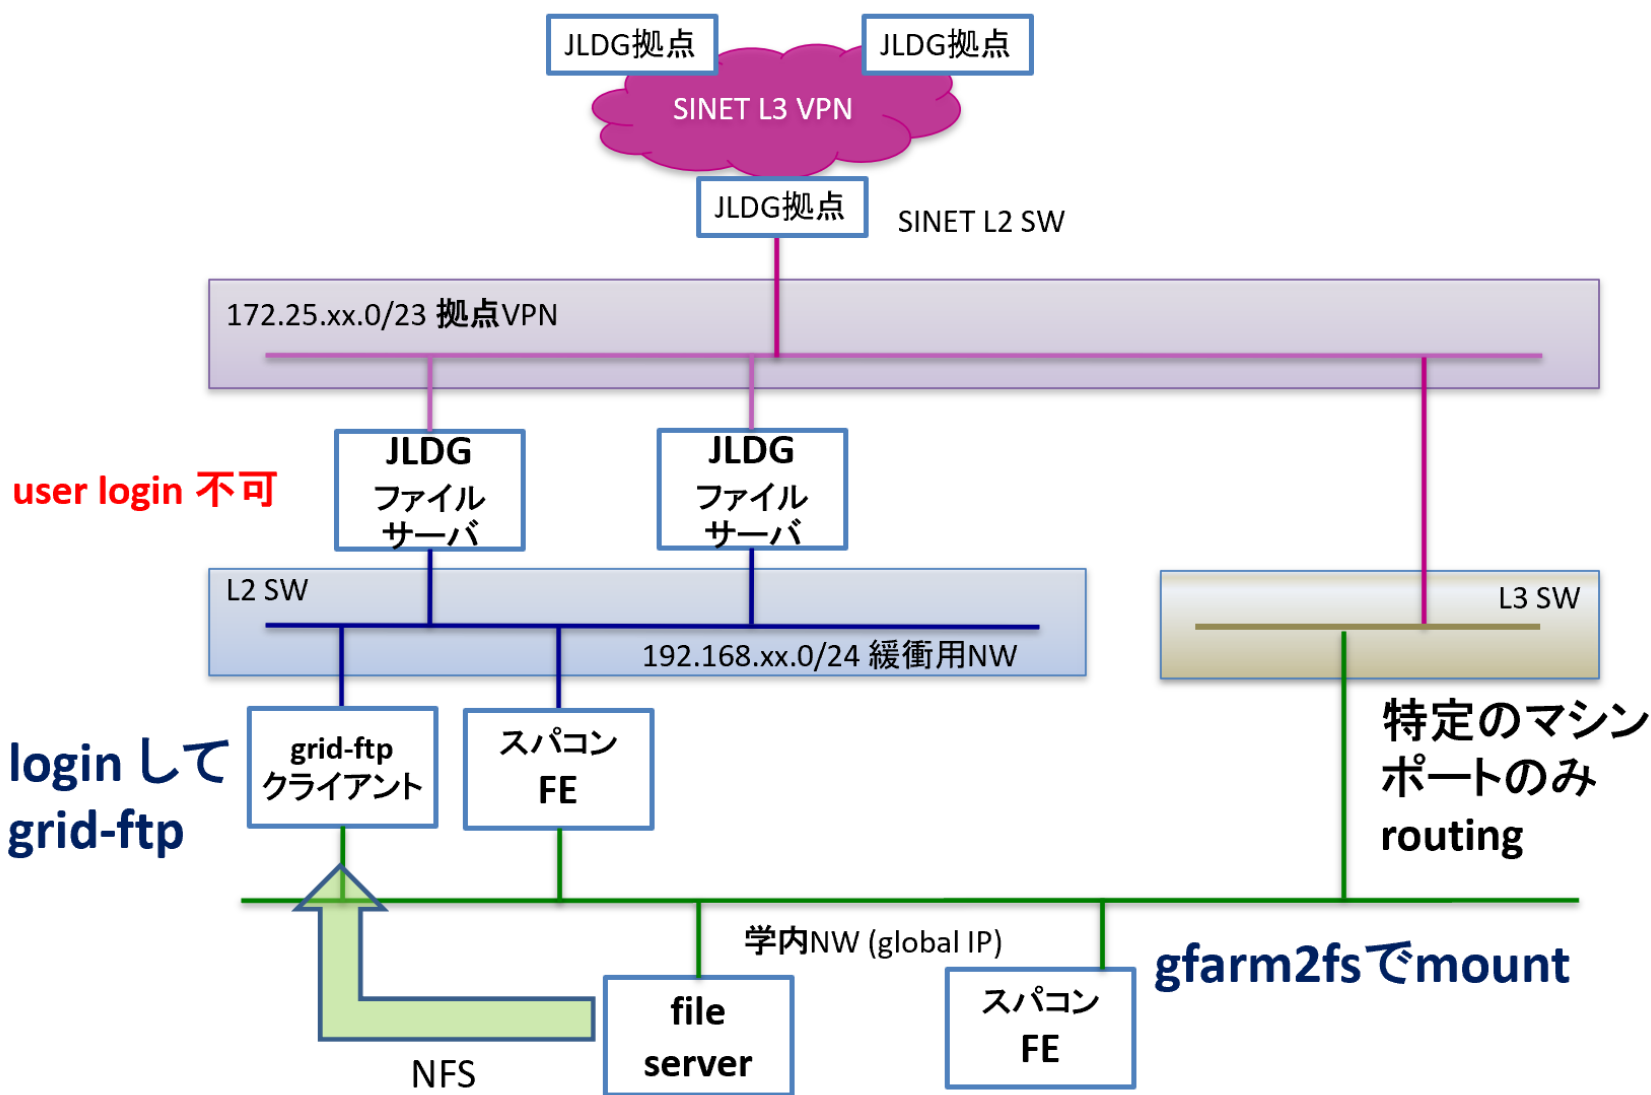 JLDG拠点
JLDG拠点
SINET L3 VPN
JLDG拠点
SINET L2 SW
172.25.xx.0/23 拠点VPN
JLDG
ファイル
サーバ
JLDG
ファイル
サーバ
user login 不可
L2 SW
192.168.xx.0/24 緩衝用NW
L3 SW
login して
grid-ftp
grid-ftp
クライアント
スパコン
FE
特定のマシン
ポートのみ
routing
学内NW (global IP)
gfarm2fsでmount
file
server
スパコン
FE
NFS